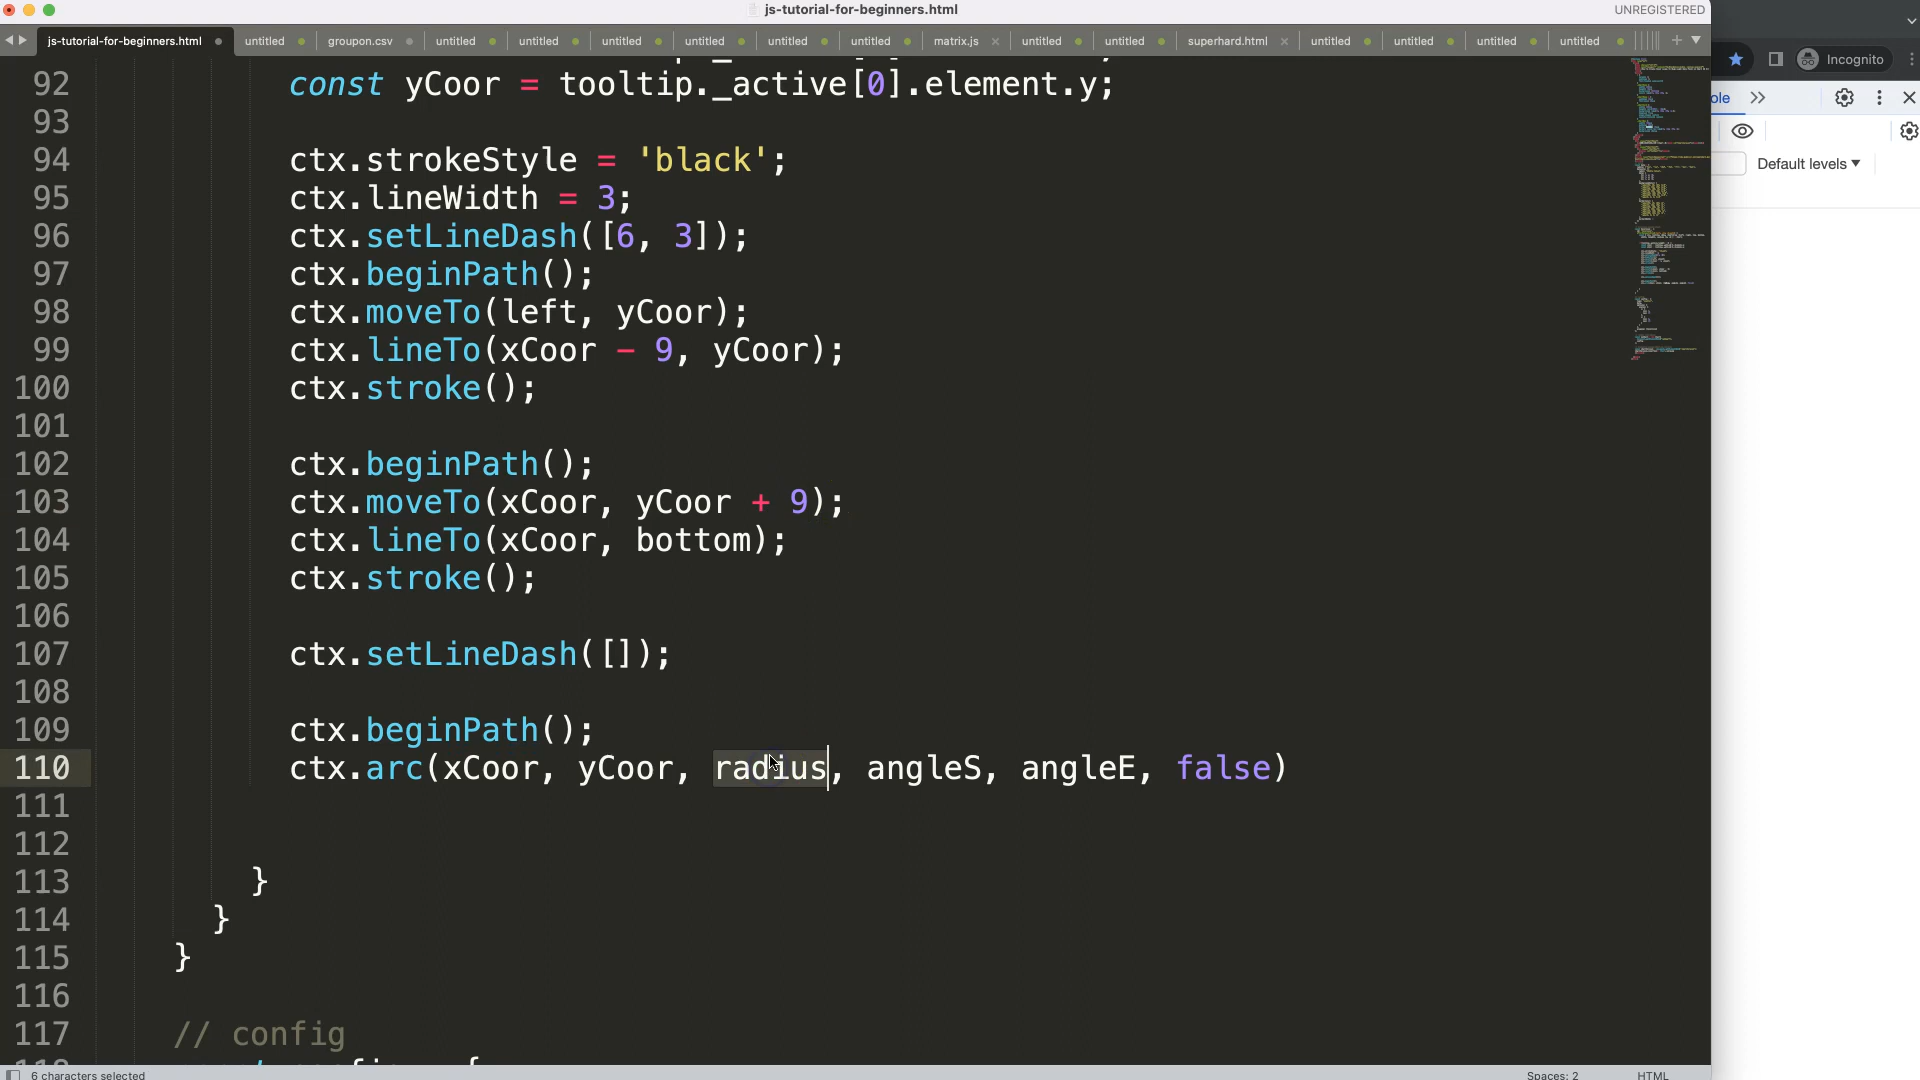 js-tutorial-for-beginners.html
UNREGISTERED
js-tutorial-for-beginners.html untitled groupon.csv untitled untitled untitled untitled untitled untitled matrix.js untitled untitled superhard.html untitled untitled untitled untitled
Incognito
Default levels
92 const yCoor = tooltip._active[0].element.y;
93
94 ctx.strokeStyle = 'black';
95 ctx.lineWidth = 3;
96 ctx.setLineDash([6, 3]);
97 ctx.beginPath();
98 ctx.moveTo(left, yCoor);
99 ctx.lineTo(xCoor - 9, yCoor);
100 ctx.stroke();
101
102 ctx.beginPath();
103 ctx.moveTo(xCoor, yCoor + 9);
104 ctx.lineTo(xCoor, bottom);
105 ctx.stroke();
106
107 ctx.setLineDash([]);
108
109 ctx.beginPath();
110 ctx.arc(xCoor, yCoor, radius, angleS, angleE, false)
111
112
113 }
114 }
115 }
116
117 // config
6 characters selected
Spaces: 2
HTML